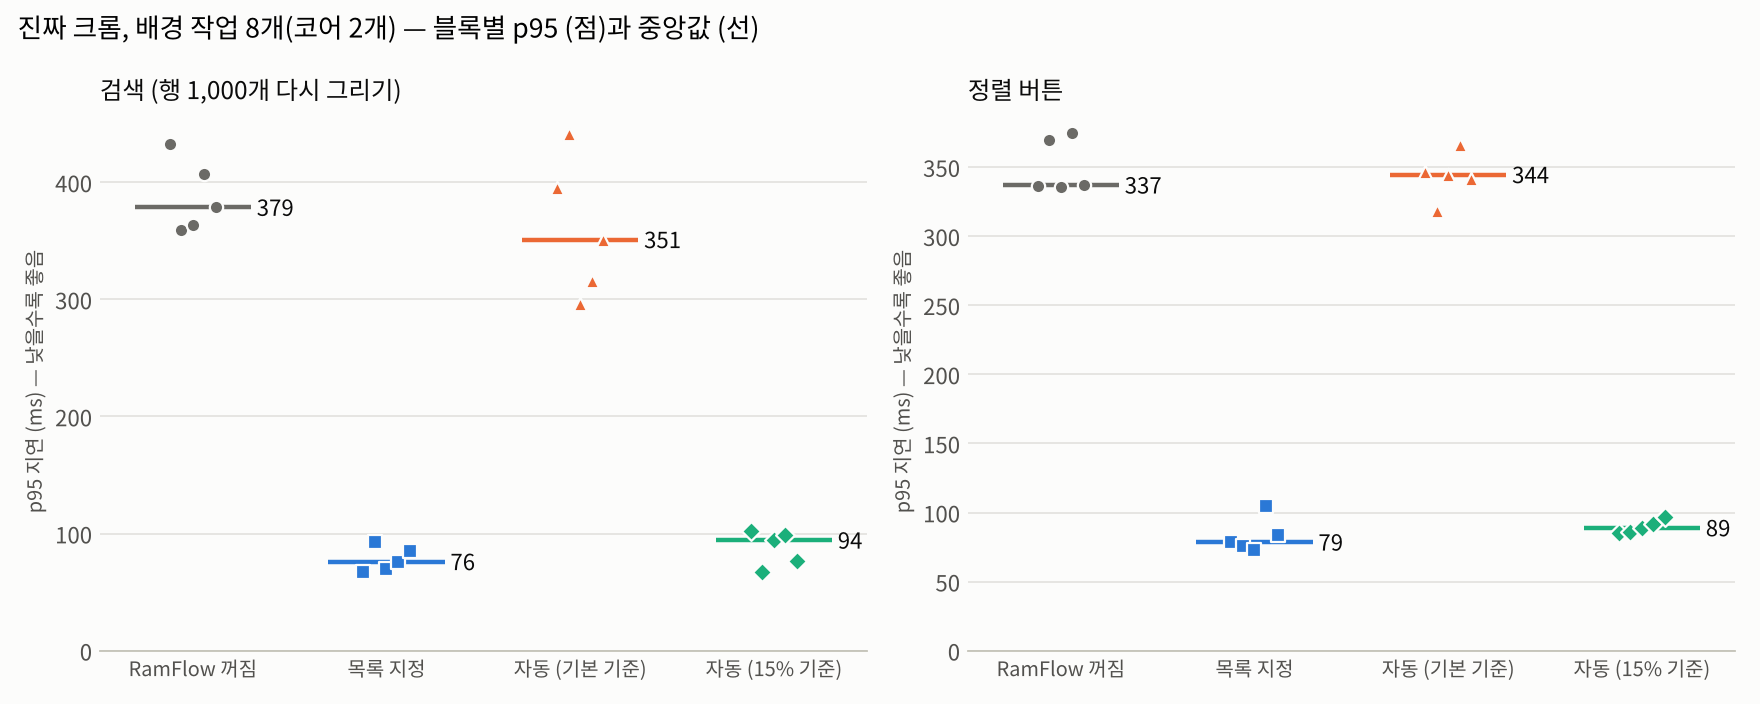 진짜 크롬, 배경 작업 8개(코어 2개) — 블록별 p95 (점)과 중앙값 (선)
검색 (행 1,000개 다시 그리기)
p95 지연 (ms) — 낮을수록 좋음
400
300
200
100
0
379
76
351
94
RamFlow 꺼짐
목록 지정
자동 (기본 기준)
자동 (15% 기준)
정렬 버튼
p95 지연 (ms) — 낮을수록 좋음
350
300
250
200
150
100
50
0
337
79
344
89
RamFlow 꺼짐
목록 지정
자동 (기본 기준)
자동 (15% 기준)